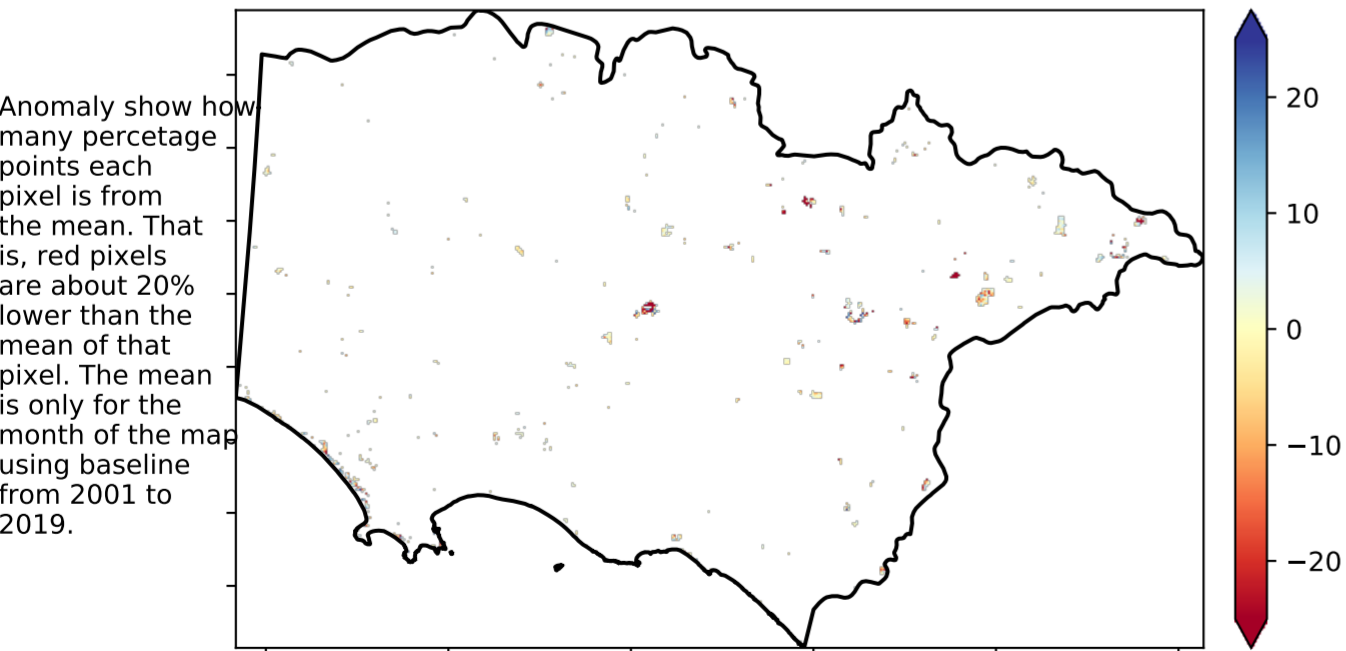 Anomaly show how
many percetage
points each
pixel is from
the mean. That
is, red pixels
are about 20%
lower than the
mean of that
pixel. The mean
is only for the
month of the map
using baseline
from 2001 to
2019.
20
10
0
−10
−20